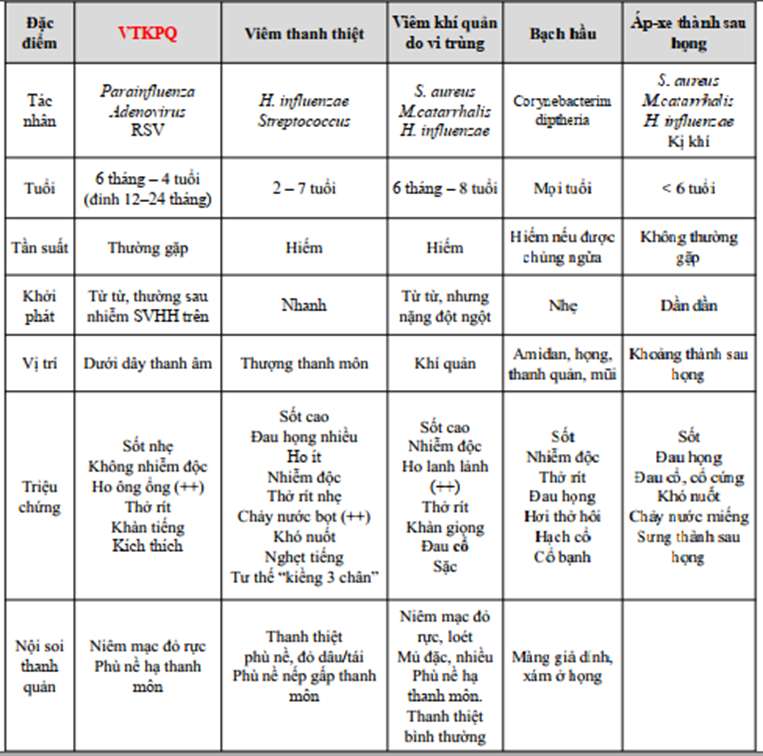 Đặc
điểm
VTKPQ
Viêm thanh thiệt
Viêm khí quản
do vi trùng
Bạch hầu
Áp-xe thành sau
họng
Tác
nhân
Parainfluenza
Adenovirus
RSV
H. influenzae
Streptococcus
S. aureus
M.catarrhalis
H. influenzae
Corynebacterim
diptheria
S. aureus
M.catarrhalis
H. influenzae
Kị khí
Tuổi
6 tháng – 4 tuổi
(đỉnh 12–24 tháng)
2 – 7 tuổi
6 tháng – 8 tuổi
Mọi tuổi
< 6 tuổi
Tần suất
Thường gặp
Hiếm
Hiếm
Hiếm nếu được
chủng ngừa
Không thường
gặp
Khởi
phát
Từ từ, thường sau
nhiễm SVHH trên
Nhanh
Từ từ, nhưng
nặng đột ngột
Nhẹ
Dần dần
Vị trí
Dưới dây thanh âm
Thượng thanh môn
Khí quản
Amiđan, họng,
thanh quản, mũi
Khoảng thành sau
họng
Triệu
chứng
Sốt nhẹ
Không nhiễm độc
Ho ông ổng (++)
Thở rít
Khàn tiếng
Kích thích
Sốt cao
Đau họng nhiều
Ho ít
Nhiễm độc
Thở rít nhẹ
Chảy nước bọt (++)
Khó nuốt
Nghẹt tiếng
Tư thế “kiềng 3 chân”
Sốt cao
Nhiễm độc
Ho lanh lảnh
(++)
Thở rít
Khàn giọng
Đau cổ
Sặc
Sốt
Nhiễm độc
Thở rít
Đau họng
Hơi thở hôi
Hạch cổ
Cổ bạnh
Sốt
Đau họng
Đau cổ, cổ cứng
Khó nuốt
Chảy nước miếng
Sưng thành sau
họng
Nội soi
thanh
quản
Niêm mạc đỏ rực
Phù nề hạ thanh
môn
Thanh thiệt
phù nề, đỏ dâu/tái
Phù nề nếp gấp thanh
môn
Niêm mạc đỏ
rực, loét
Mủ đặc, nhiều
Phù nề hạ
thanh môn.
Thanh thiệt
bình thường
Màng giả dính,
xám ở họng